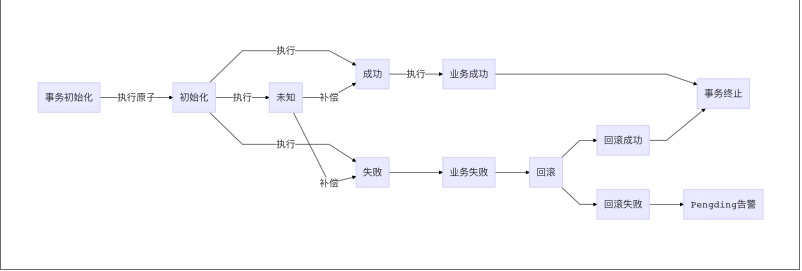 执行
成功
执行
业务成功
事务初始化
执行原子
初始化
执行
未知
补偿
事务终止
执行
回滚成功
失败
业务失败
回滚
补偿
回滚失败
Pengding告警